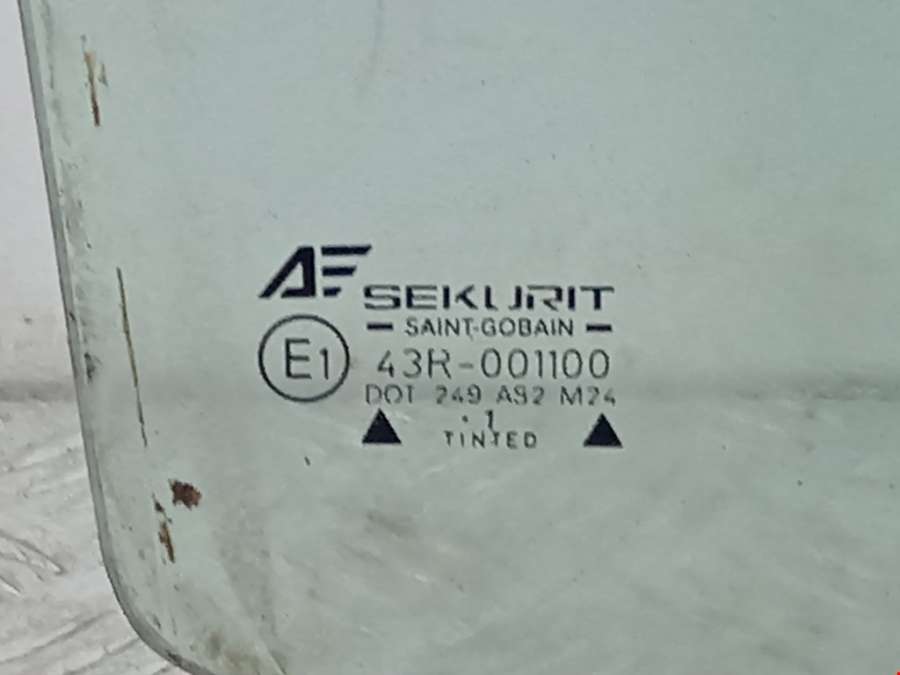 AF
SEKURIT
SAINT-GOBAIN
E1 43R-001100
DOT 249 AS2 M24
. 1
TINTED